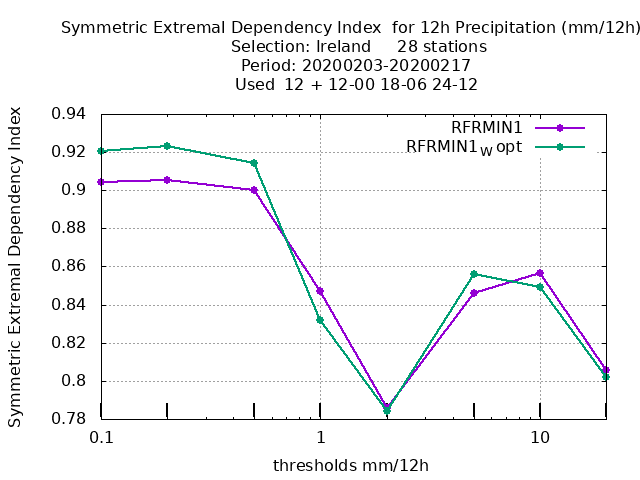 Symmetric Extremal Dependency Index  for 12h Precipitation (mm/12h)
Selection: Ireland     28 stations
Period: 20200203-20200217
Used  12 + 12-00 18-06 24-12
RFRMIN1
RFRMIN1W opt
Symmetric Extremal Dependency Index
0.94
0.92
0.9
0.88
0.86
0.84
0.82
0.8
0.78
0.1
1
10
thresholds mm/12h